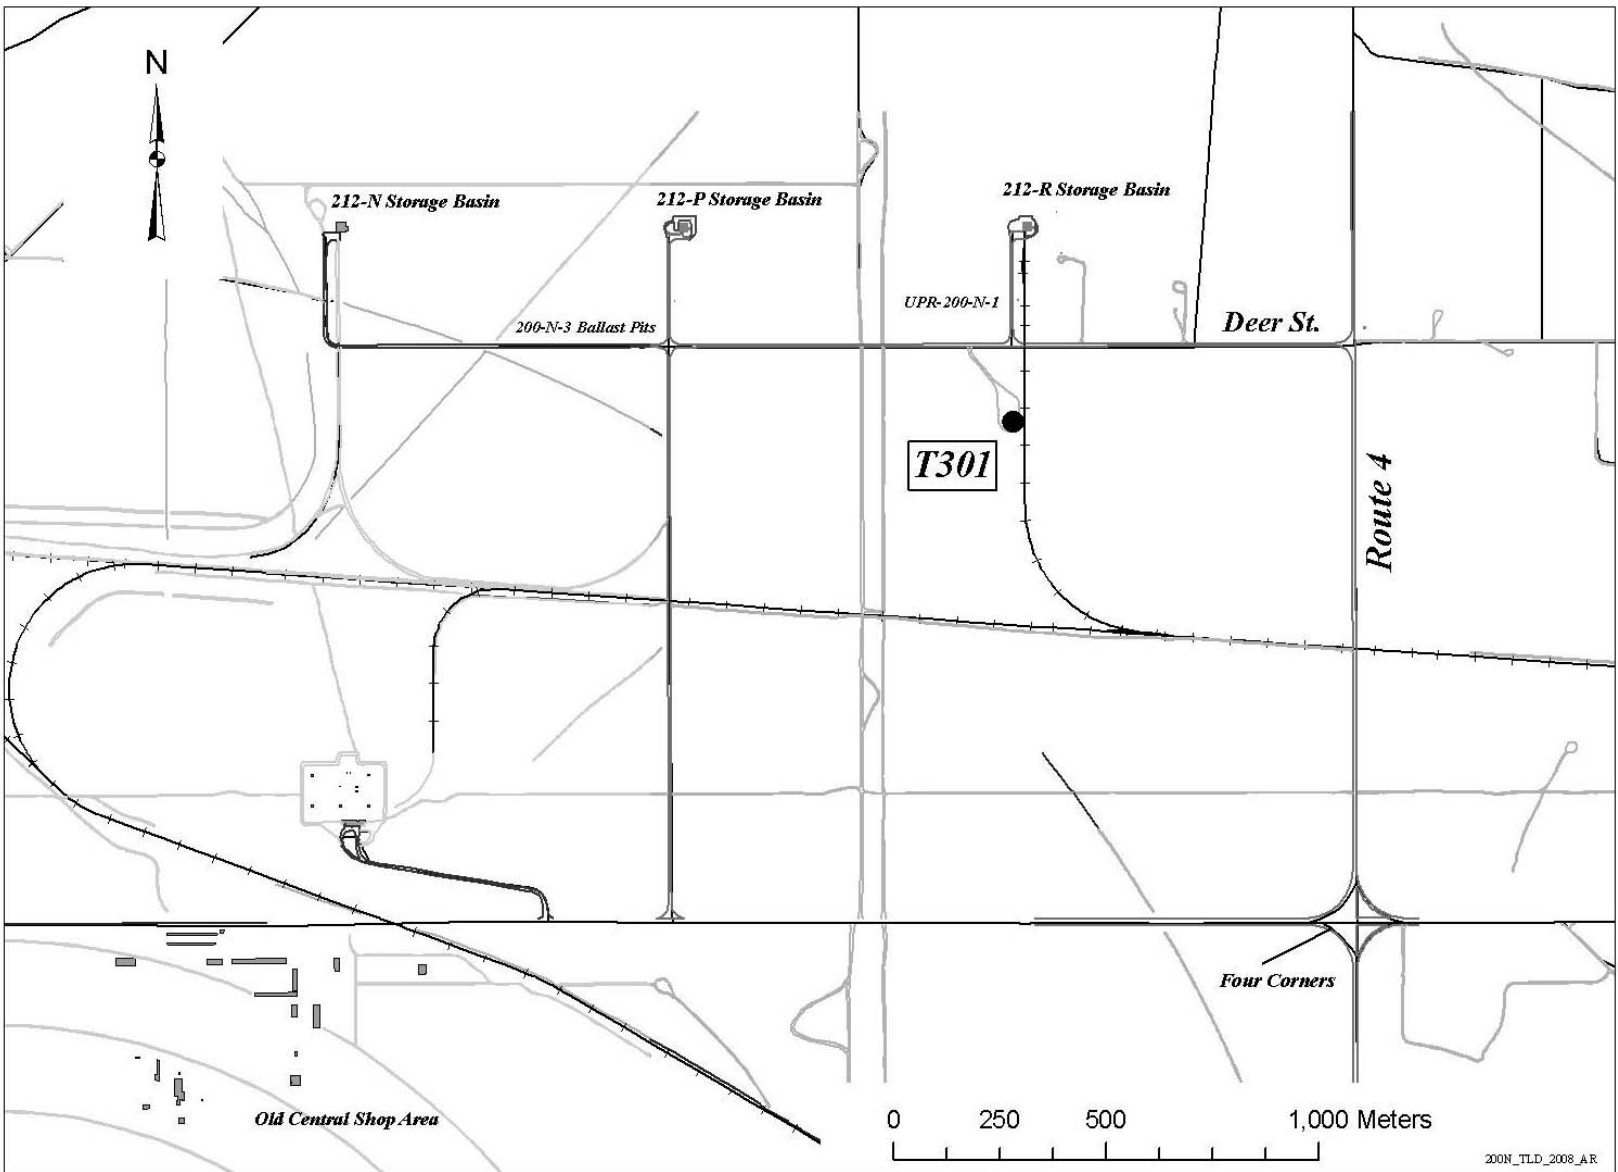 N
212-N Storage Basin
212-P Storage Basin
212-R Storage Basin
UPR-200-N-1
200-N-3 Ballast Pits
Deer St.
T301
Route 4
Four Corners
Old Central Shop Area
0 250 500 1,000 Meters
200N_TLD_2008_AR